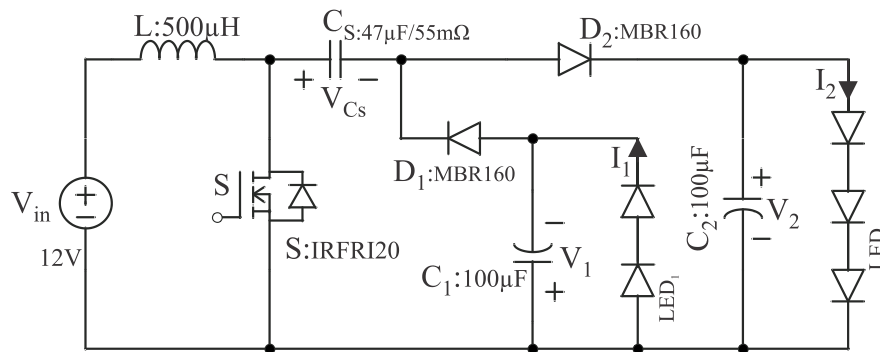 L:500µH
C S:47µF/55mΩ
D2:MBR160
+ −
VCs
I2
D1:MBR160
I1
S
S:IRFRI20
Vin
+
−
12V
−
V1
+
C1:100µF
LED1
C2:100µF
+
V2
−
LED